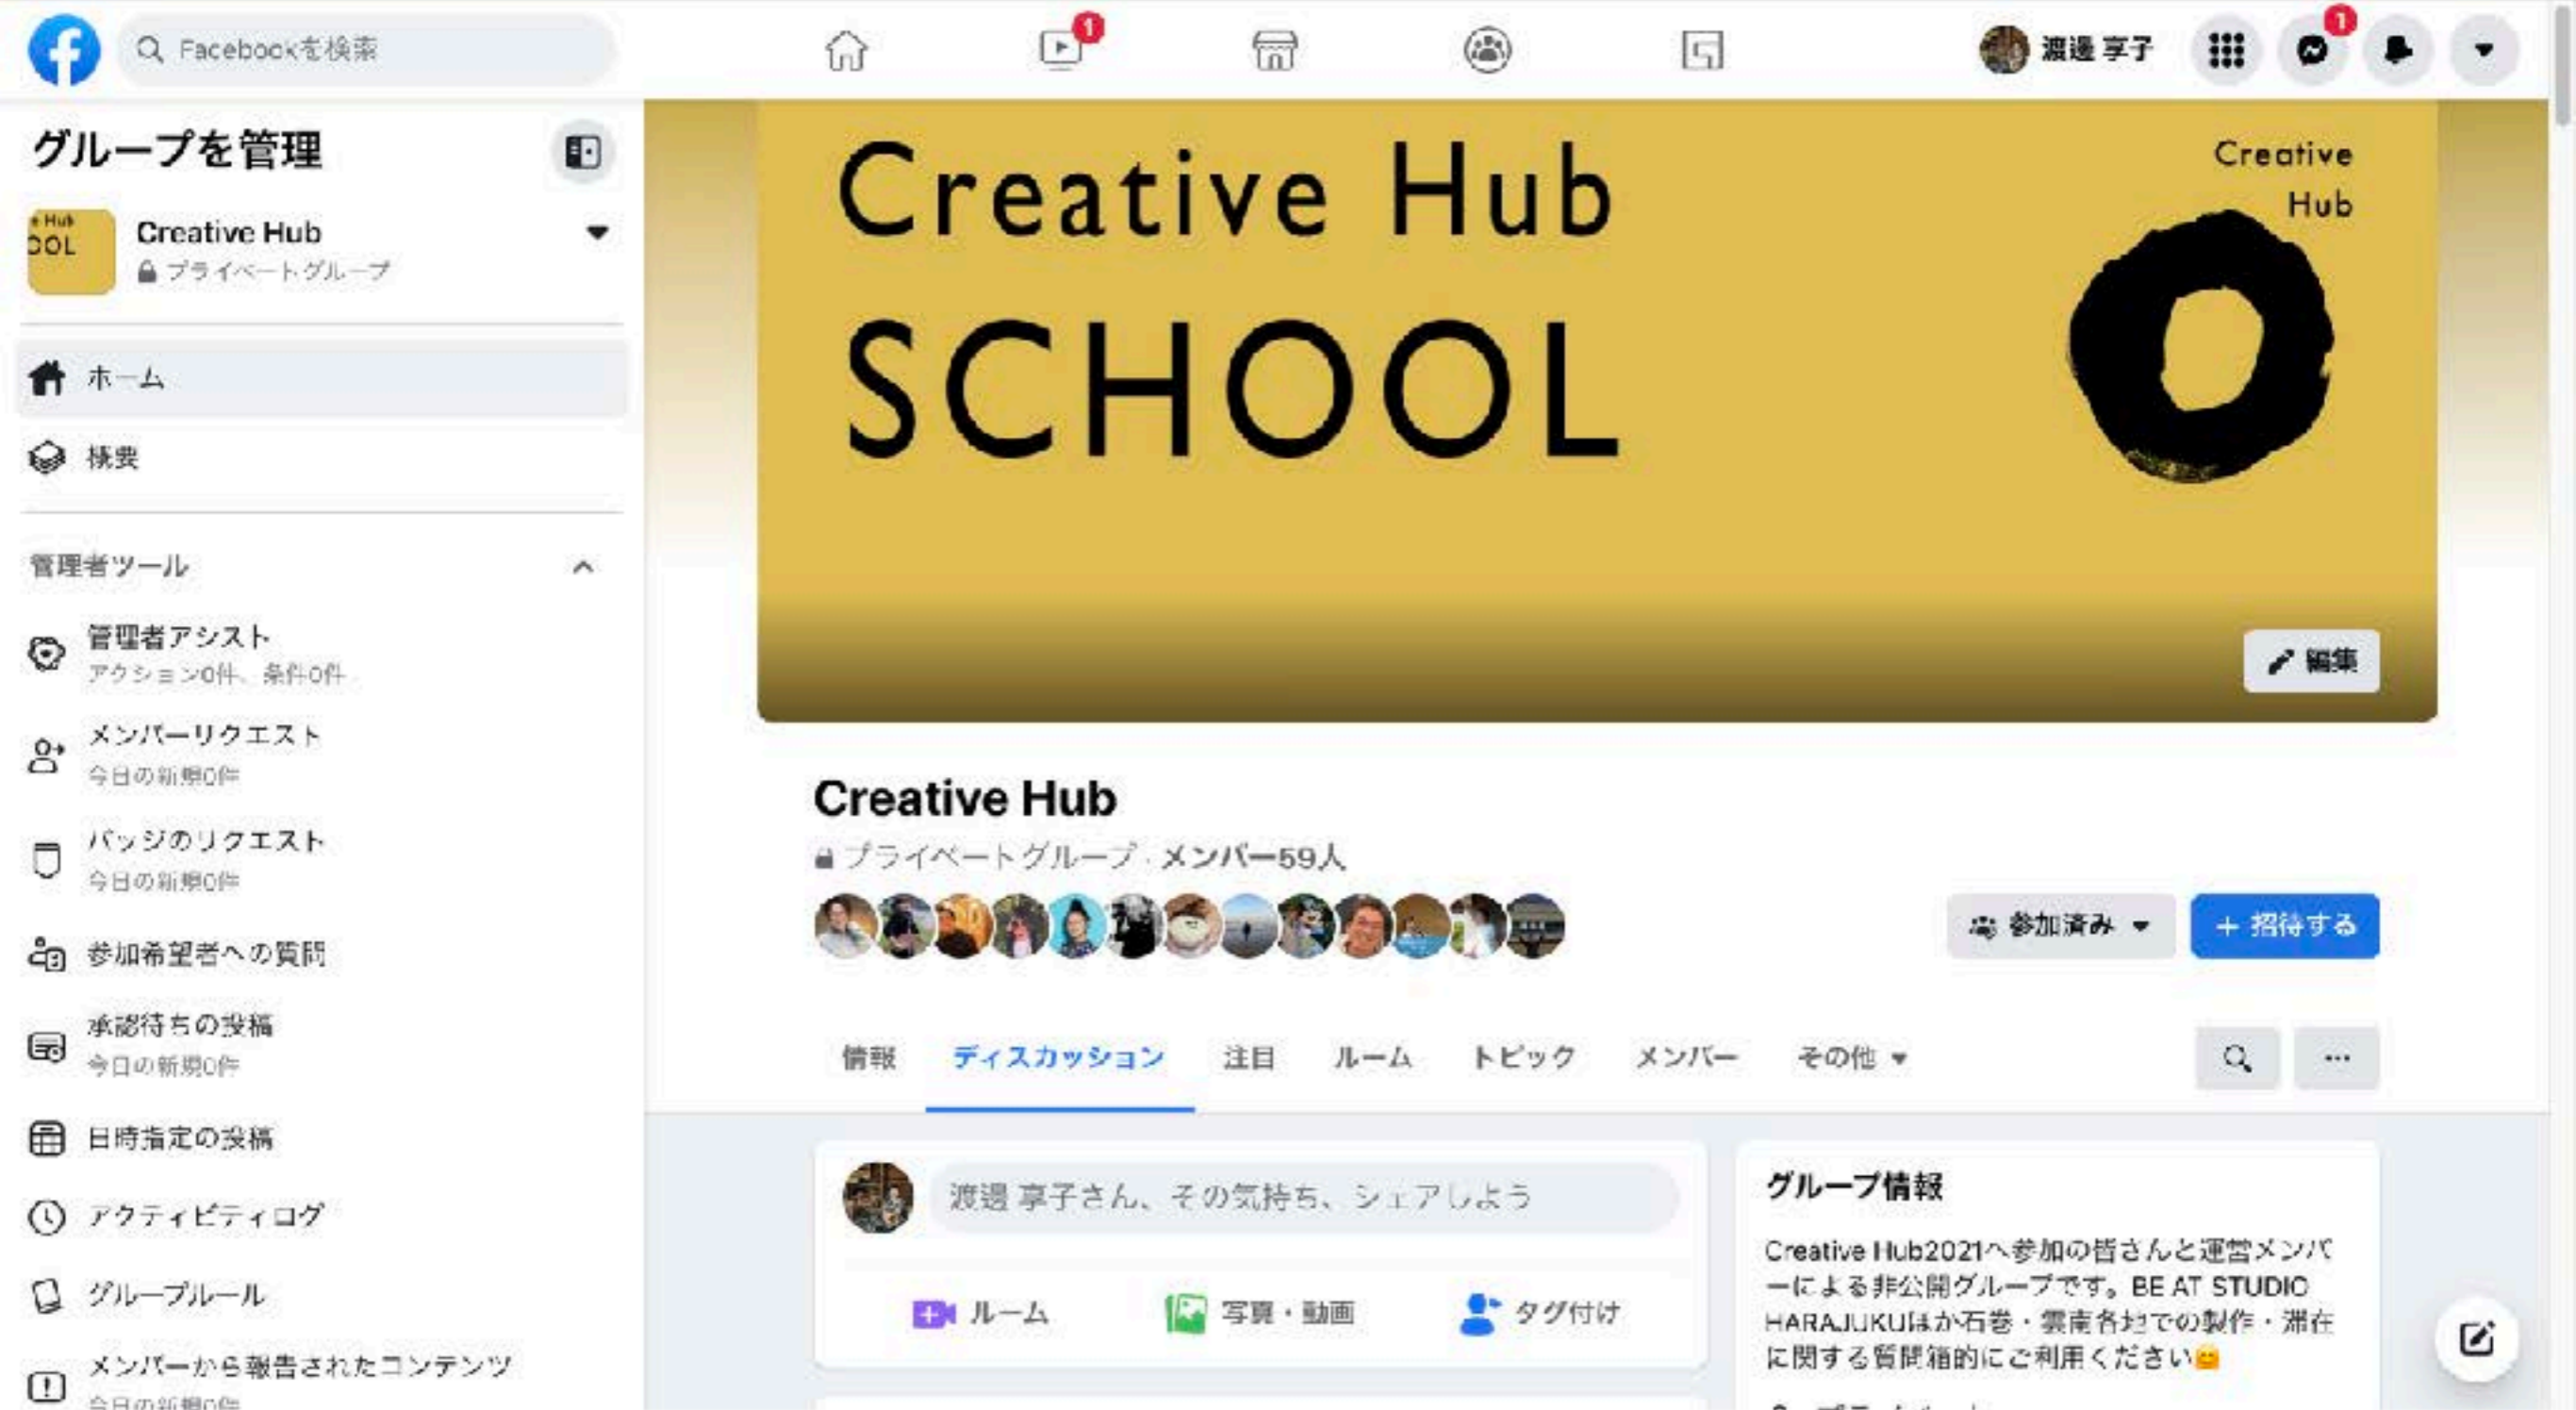 Facebookを検索
1
渡邊 享子
1
グループを管理
Hub
OOL
Creative Hub
プライベートグループ
ホーム
概要
管理者ツール
管理者アシスト
アクション0件、条件0件
メンバーリクエスト
今日の新規0件
バッジのリクエスト
今日の新規0件
参加希望者への質問
承認待ちの投稿
今日の新規0件
日時指定の投稿
アクティビティログ
グループルール
メンバーから報告されたコンテンツ
今日の新規0件
Creative Hub
SCHOOL
Creative
Hub
編集
Creative Hub
プライベートグループ · メンバー59人
参加済み
+ 招待する
情報 ディスカッション 注目 ルーム トピック メンバー その他
渡邊 享子さん、その気持ち、シェアしよう
ルーム 写真・動画 タグ付け
グループ情報
Creative Hub2021へ参加の皆さんと運営メンバ
ーによる非公開グループです。BE AT STUDIO
HARAJUKUほか石巻・雲南各地での製作・滞在
に関する質問箱的にご利用ください😊